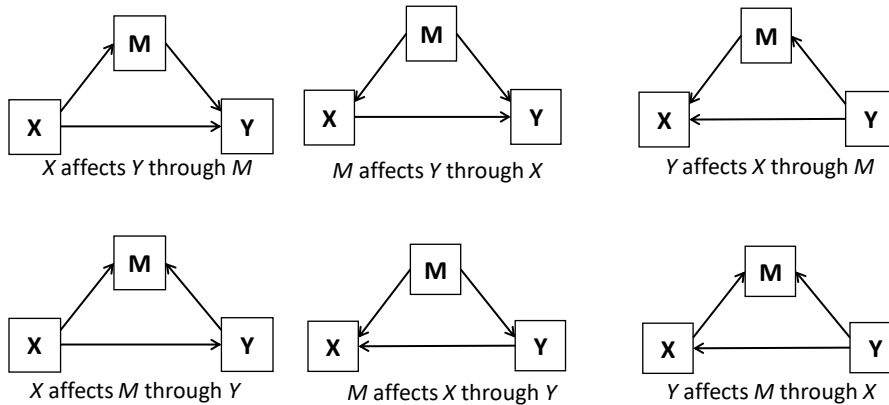 M
M
M
X
Y
X
Y
X
Y
X affects Y through M
M affects Y through X
Y affects X through M
M
M
M
X
Y
X
Y
X
Y
X affects M through Y
M affects X through Y
Y affects M through X